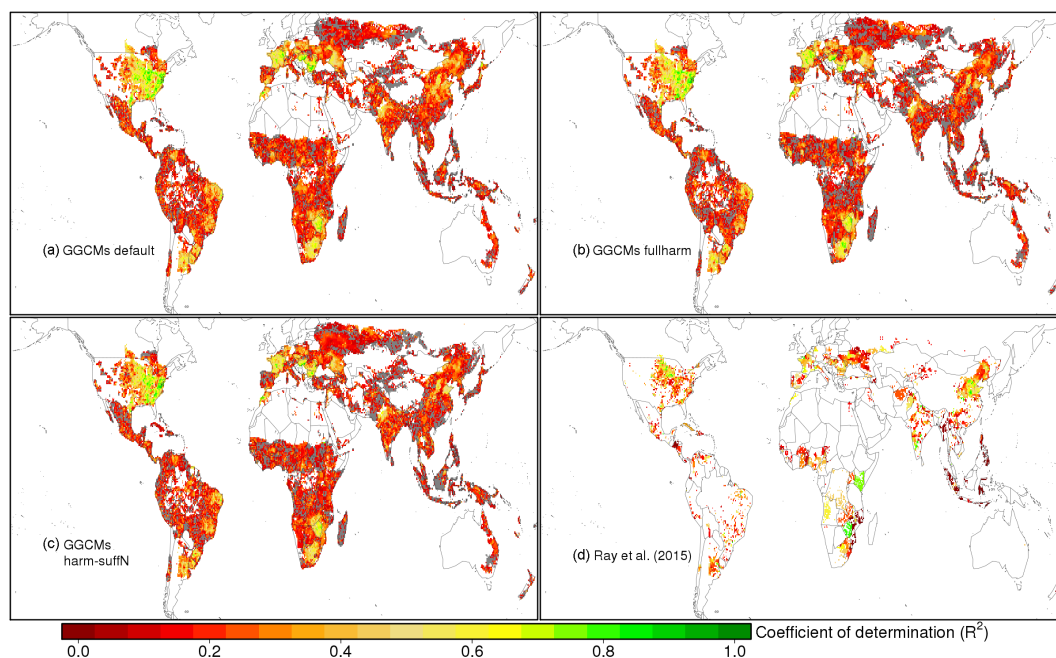 (a) GGCMs default
(b) GGCMs fullharm
(c) GGCMs
harm-suffN
(d) Ray et al. (2015)
Coefficient of determination (R²)
0.0 0.2 0.4 0.6 0.8 1.0